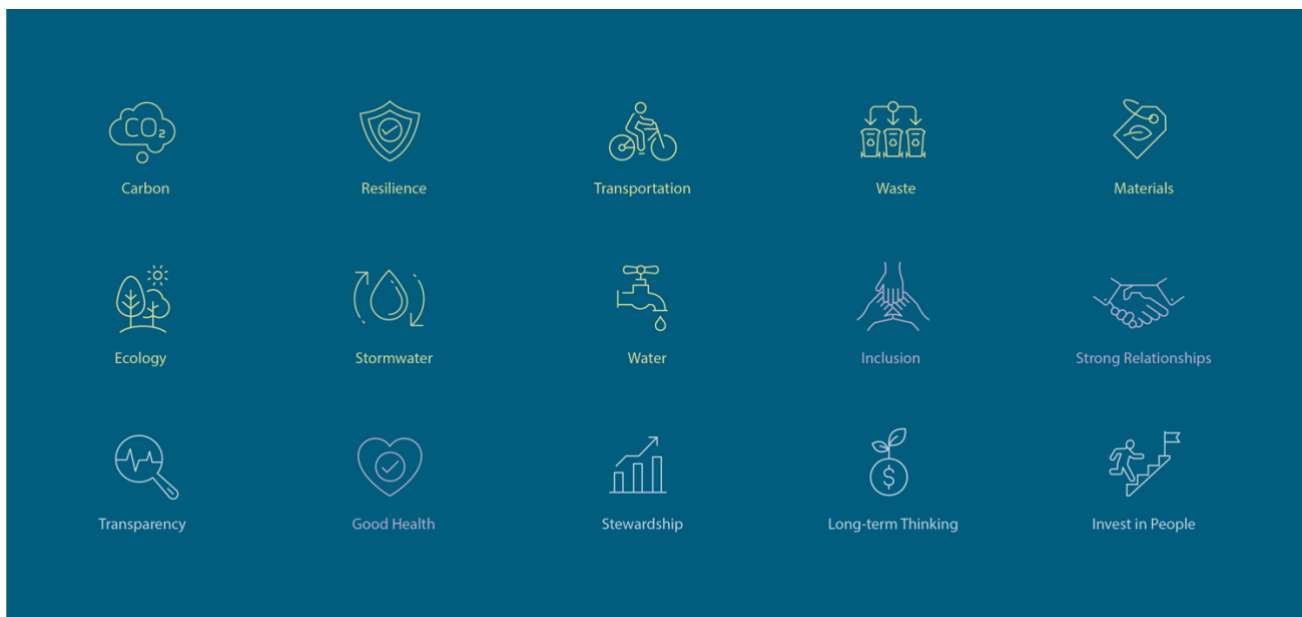 CO₂
Carbon
Resilience
Transportation
Waste
Materials
Ecology
Stormwater
Water
Inclusion
Strong Relationships
Transparency
Good Health
$
Stewardship
Long-term Thinking
Invest in People